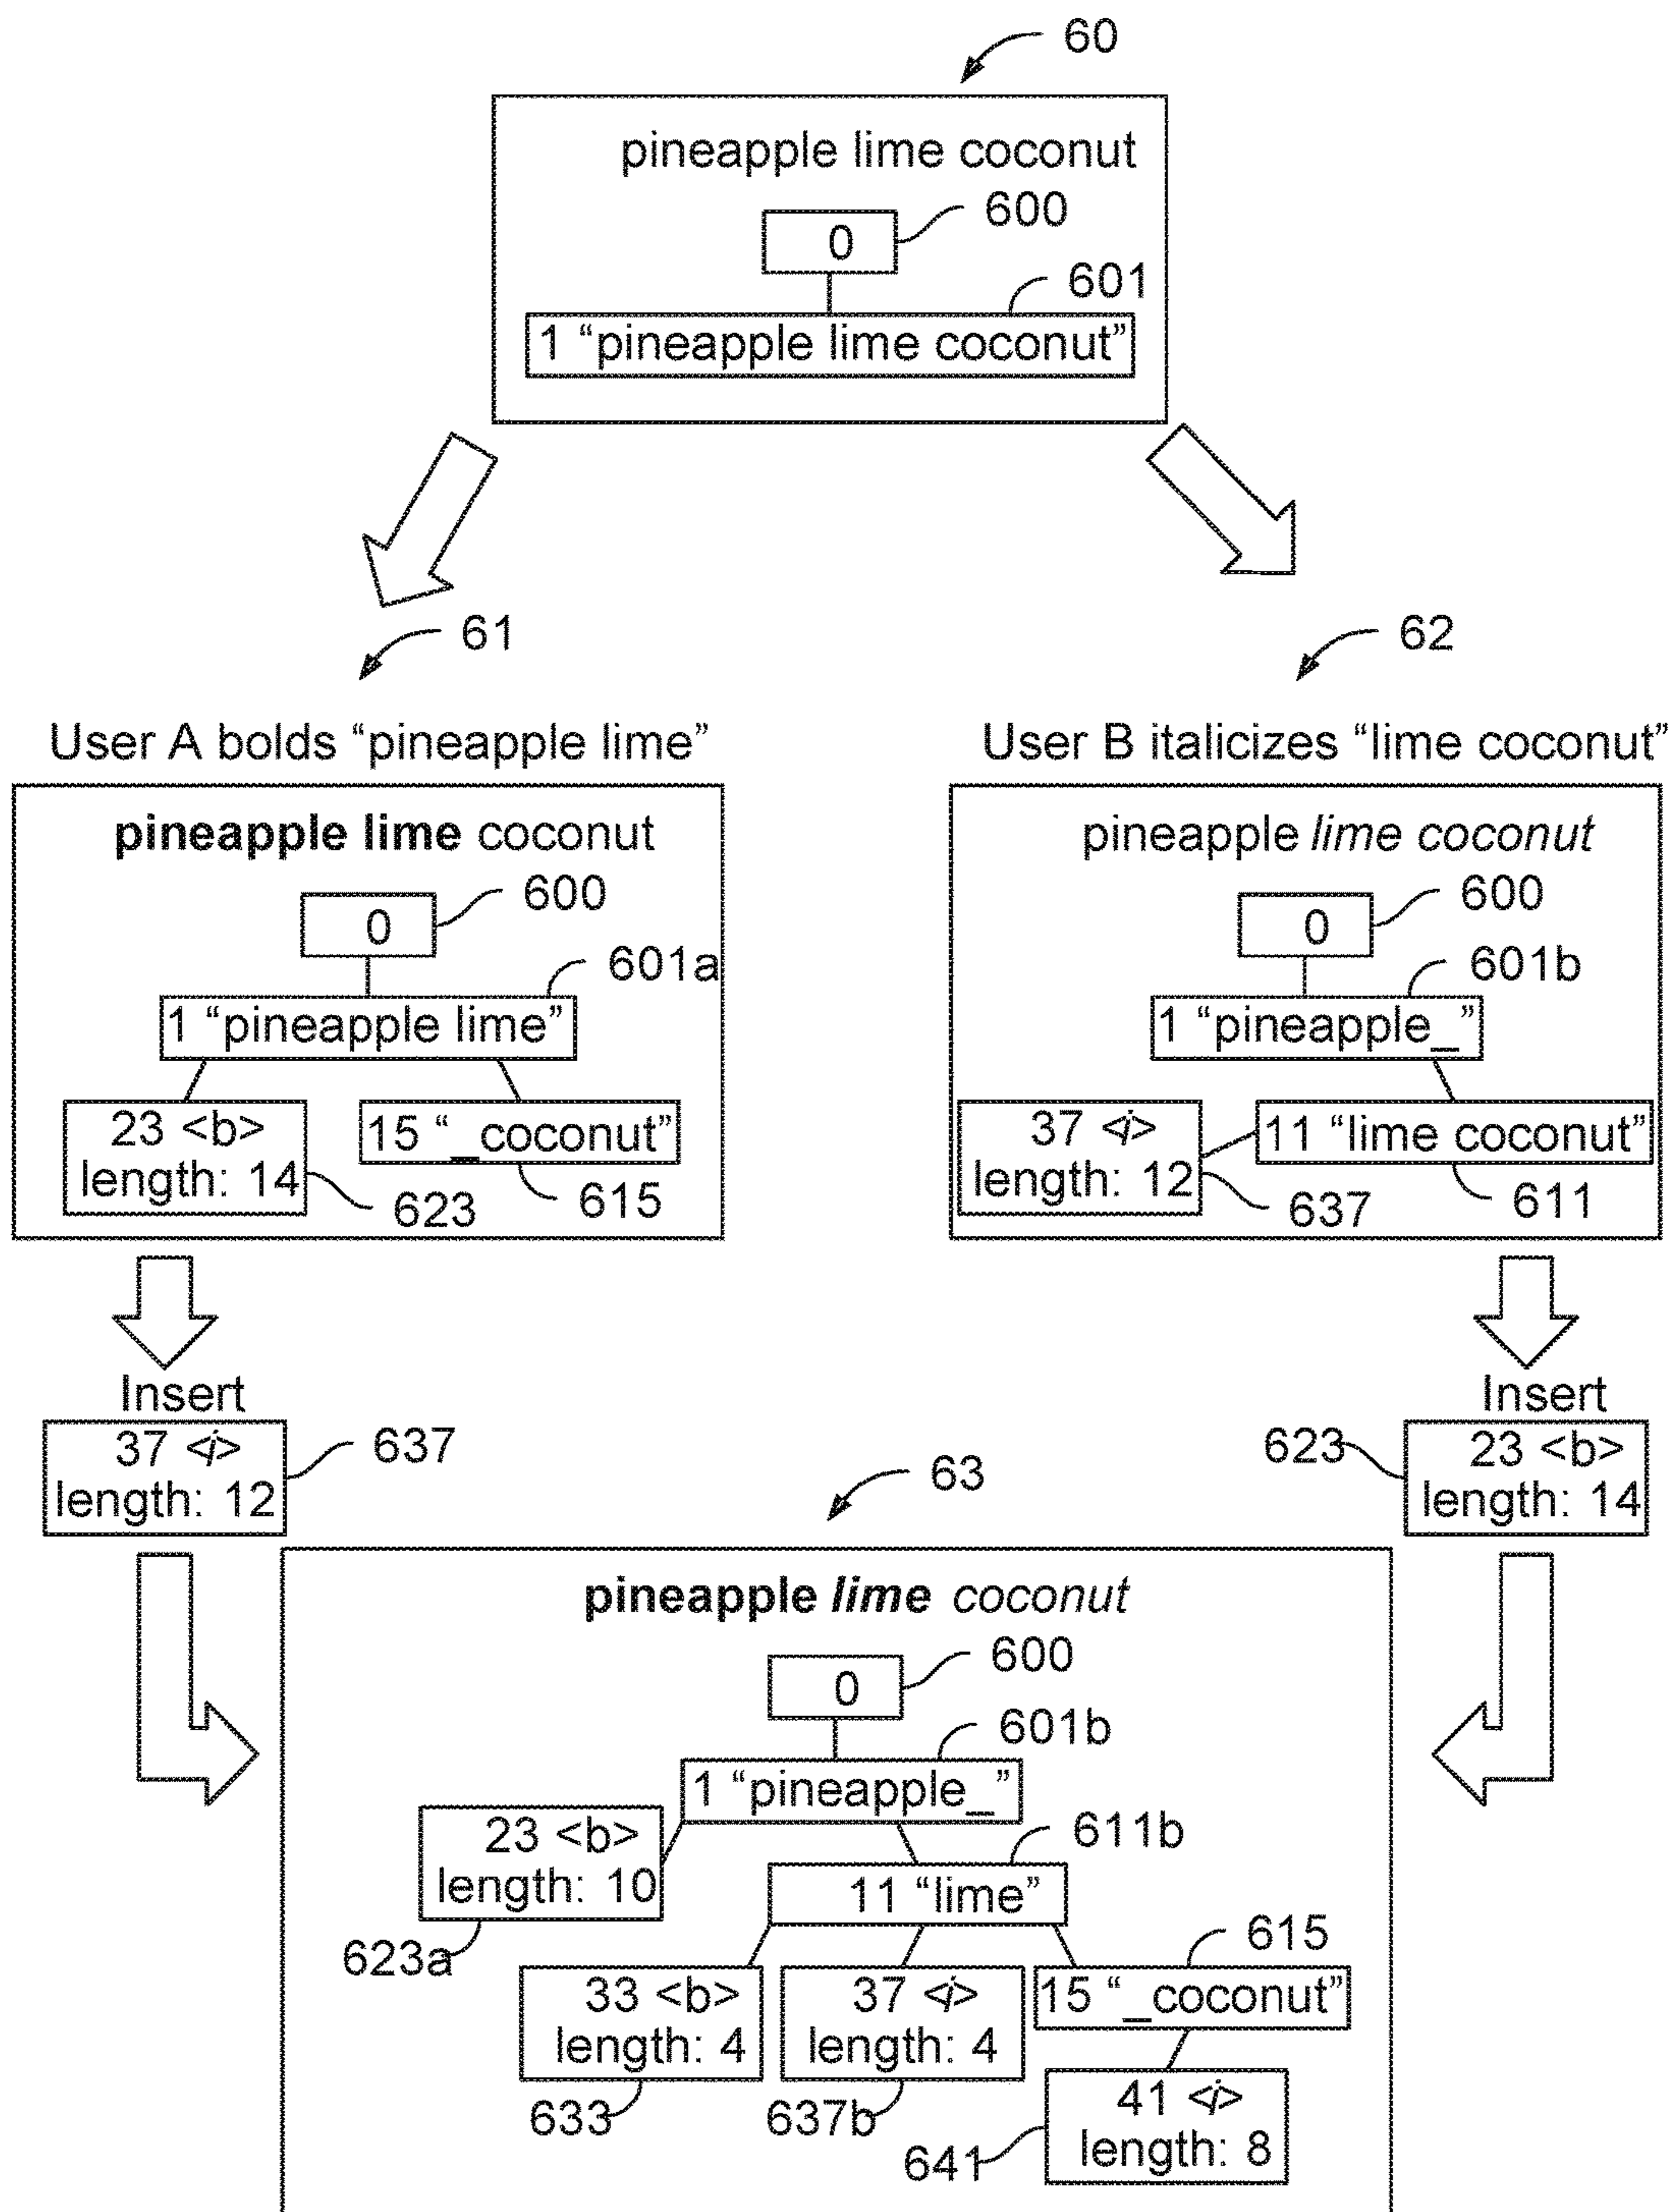 60
pineapple lime coconut
600
0
601
1 “pineapple lime coconut”
61
62
User A bolds “pineapple lime”
User B italicizes “lime coconut”
pineapple lime coconut
600
0
601a
1 “pineapple lime”
23 <b>
length: 14
15 “_coconut”
623
615
pineapple lime coconut
600
0
601b
1 “pineapple_”
37 <i>
length: 12
11 “lime coconut”
637
611
Insert
37 <i>
length: 12
637
Insert
623
23 <b>
length: 14
63
pineapple lime coconut
600
0
601b
1 “pineapple_”
23 <b>
length: 10
623a
611b
11 “lime”
615
33 <b>
length: 4
633
37 <i>
length: 4
637b
15 “_coconut”
41 <i>
length: 8
641